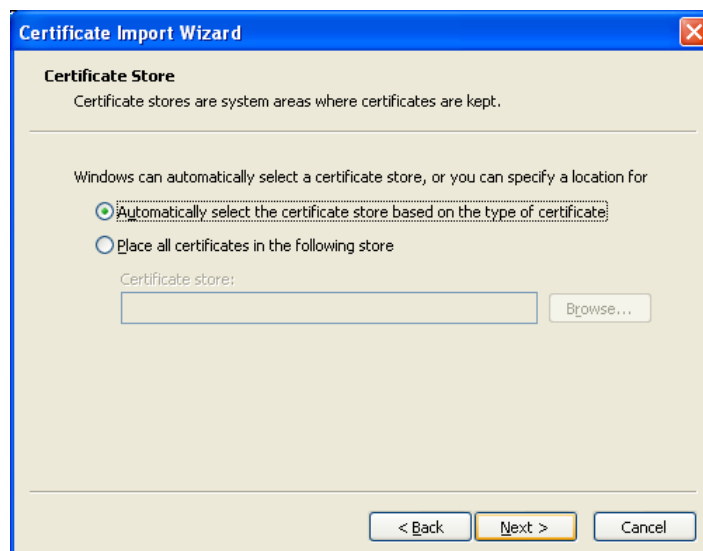 Certificate Import Wizard
Certificate Store
Certificate stores are system areas where certificates are kept.
Windows can automatically select a certificate store, or you can specify a location for
Automatically select the certificate store based on the type of certificate
Place all certificates in the following store
Certificate store:
Browse...
< Back Next > Cancel